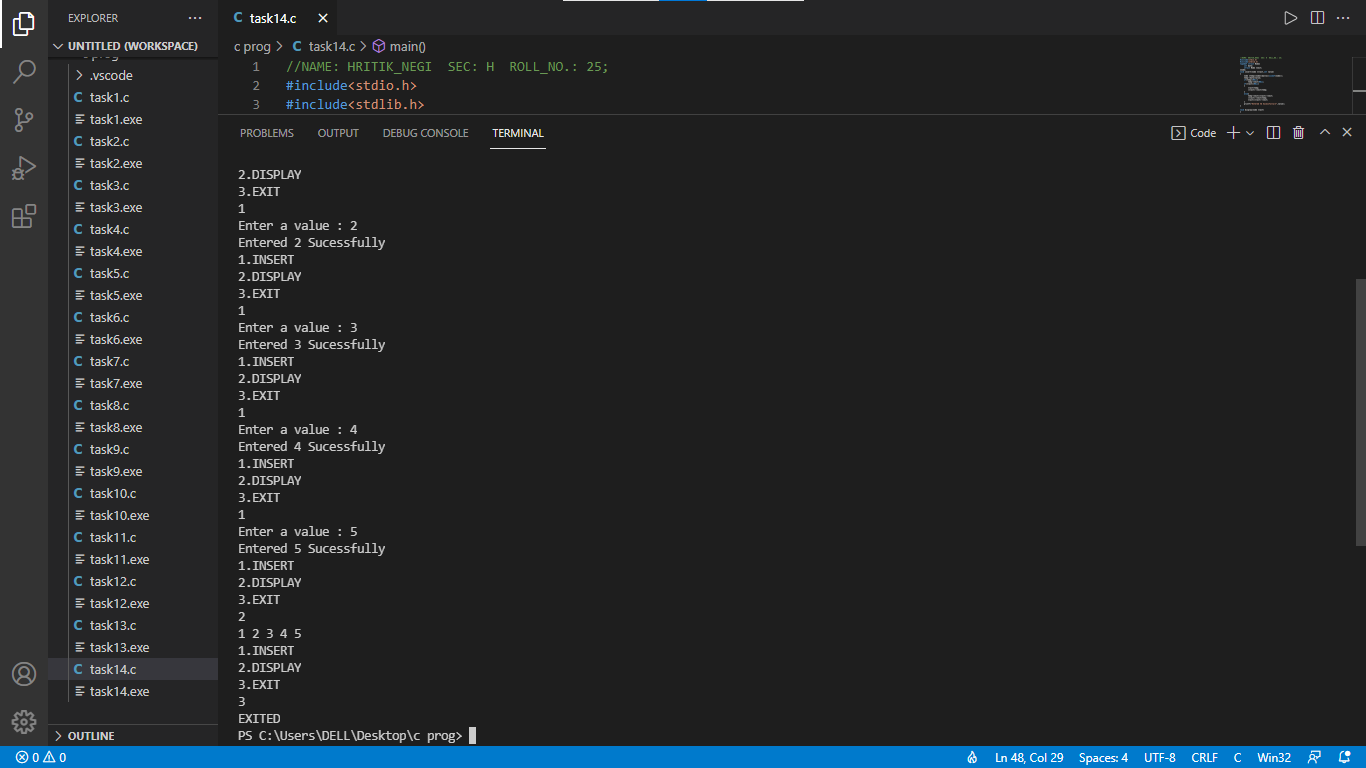 EXPLORER
UNTITLED (WORKSPACE)
.vscode
task1.c
task1.exe
task2.c
task2.exe
task3.c
task3.exe
task4.c
task4.exe
task5.c
task5.exe
task6.c
task6.exe
task7.c
task7.exe
task8.c
task8.exe
task9.c
task9.exe
task10.c
task10.exe
task11.c
task11.exe
task12.c
task12.exe
task13.c
task13.exe
task14.c
task14.exe
OUTLINE
C task14.c
c prog > C task14.c > main()
1 //NAME: HRITIK_NEGI  SEC: H  ROLL_NO.: 25;
2 #include<stdio.h>
3 #include<stdlib.h>
PROBLEMS OUTPUT DEBUG CONSOLE TERMINAL Code
2.DISPLAY
3.EXIT
1
Enter a value : 2
Entered 2 Sucessfully
1.INSERT
2.DISPLAY
3.EXIT
1
Enter a value : 3
Entered 3 Sucessfully
1.INSERT
2.DISPLAY
3.EXIT
1
Enter a value : 4
Entered 4 Sucessfully
1.INSERT
2.DISPLAY
3.EXIT
1
Enter a value : 5
Entered 5 Sucessfully
1.INSERT
2.DISPLAY
3.EXIT
2
1 2 3 4 5
1.INSERT
2.DISPLAY
3.EXIT
3
EXITED
PS C:\Users\DELL\Desktop\c prog>
0 0 Ln 48, Col 29 Spaces: 4 UTF-8 CRLF C Win32